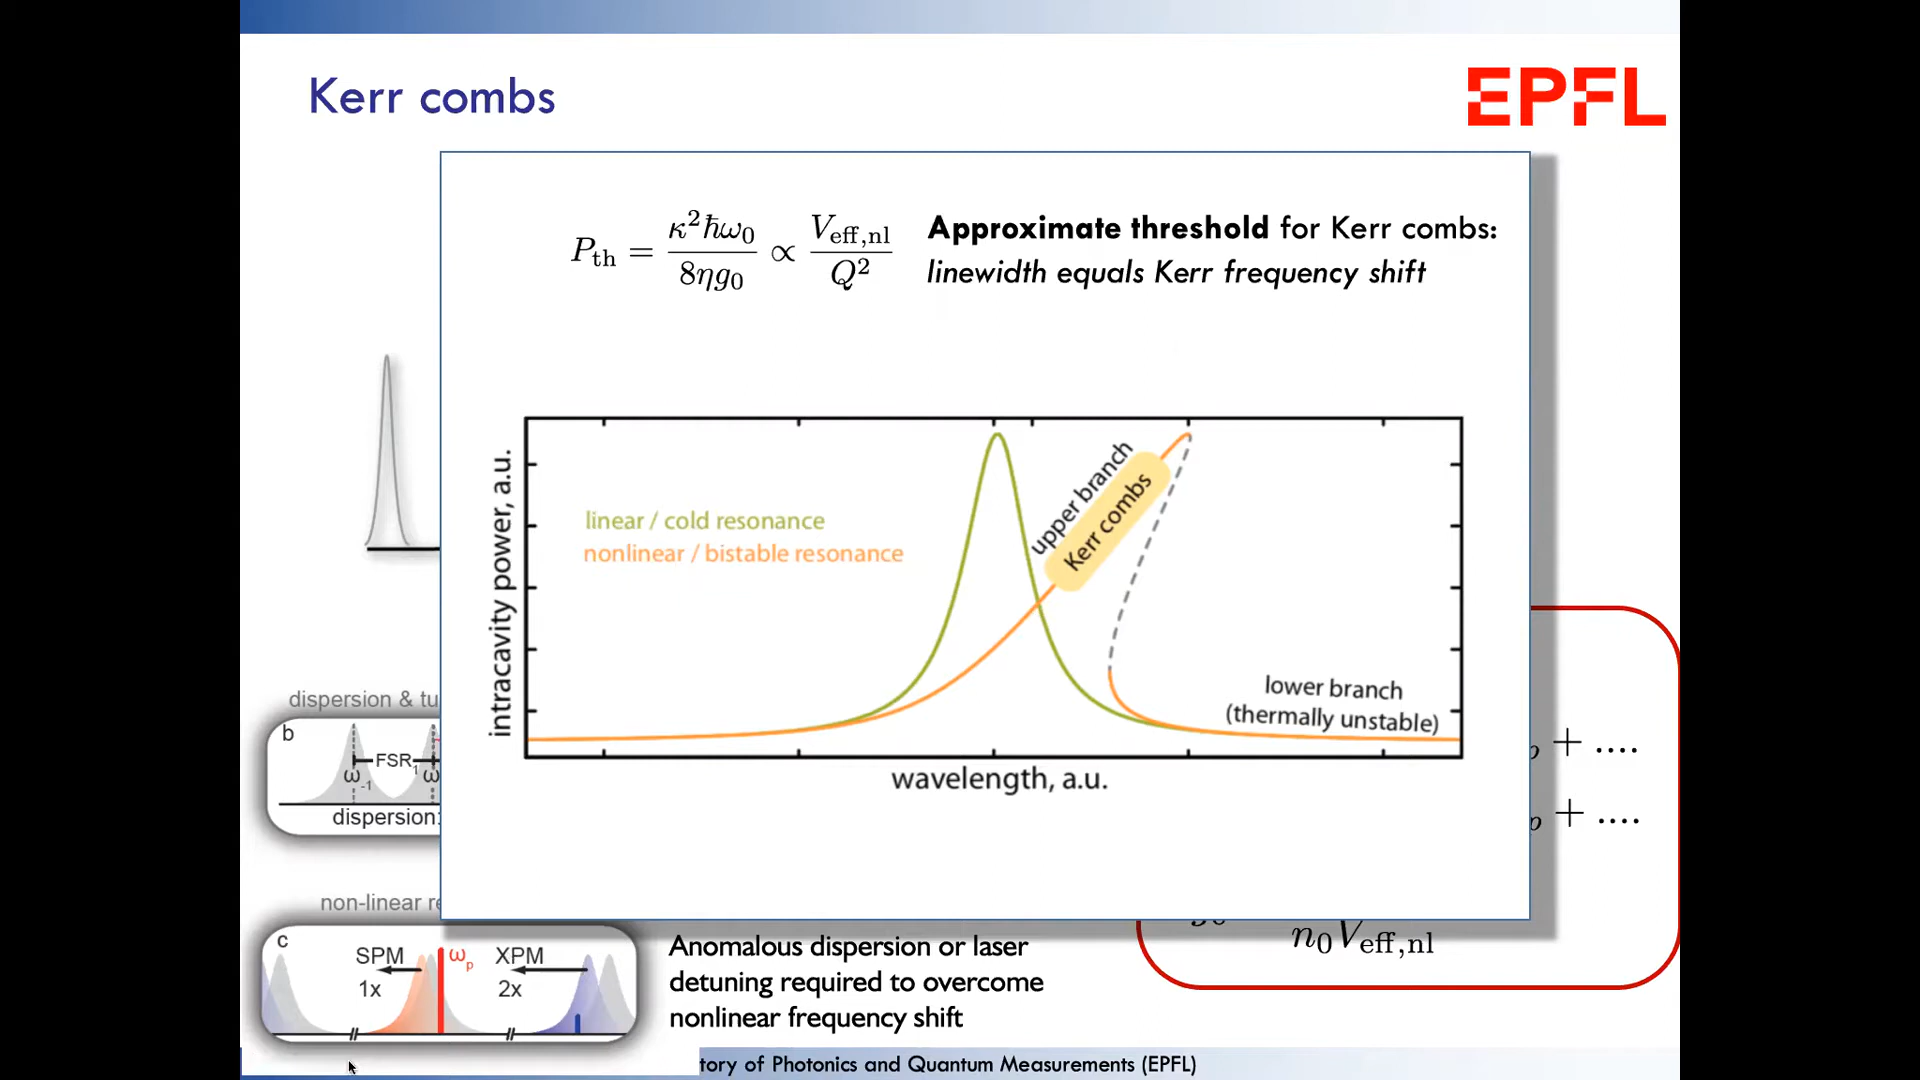 Kerr combs
EPFL
P_th = κ²ħω₀ / 8ηg₀ ∝ V_eff,nl / Q²
Approximate threshold for Kerr combs:
linewidth equals Kerr frequency shift
intracavity power, a.u.
linear / cold resonance
nonlinear / bistable resonance
upper branch
Kerr combs
lower branch
(thermally unstable)
wavelength, a.u.
dispersion & tu
b
FSR₁
ω₋₁
ω
dispersion:
+ ....
+ ....
non-linear re
c
SPM
1x
ω_p
XPM
2x
Anomalous dispersion or laser
detuning required to overcome
nonlinear frequency shift
n₀V_eff,nl
tory of Photonics and Quantum Measurements (EPFL)